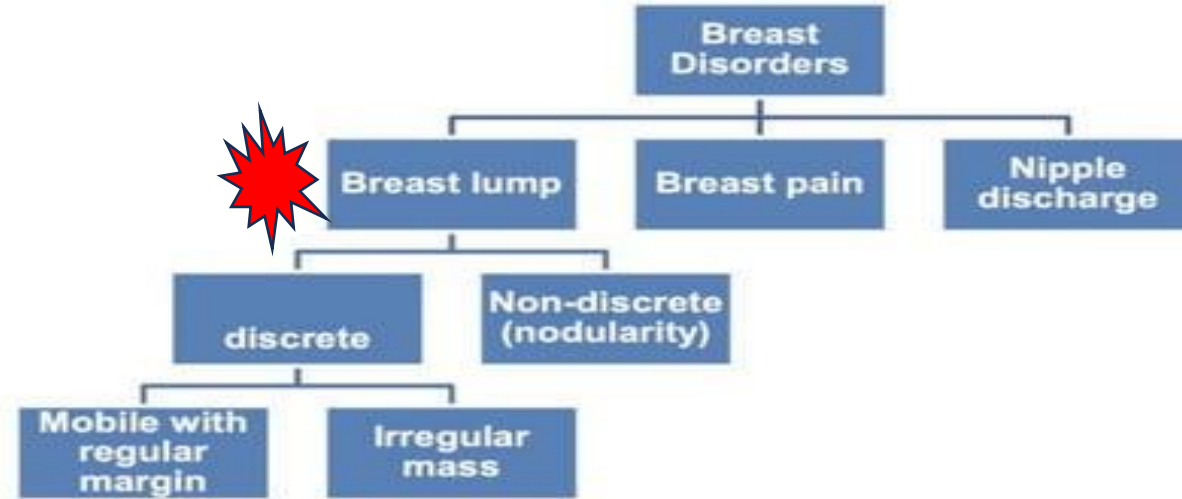 Breast
Disorders
Breast lump
Breast pain
Nipple
discharge
discrete
Non-discrete
(nodularity)
Mobile with
regular
margin
Irregular
mass